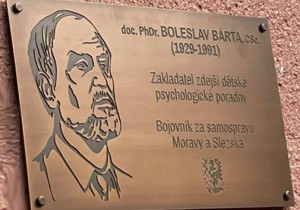 doc. PhDr. BOLESLAV BÁRTA, CSc.
(1929-1991)
Zakladatel zdejší dětské
psychologické poradny
Bojovník za samosprávu
Moravy a Slezska